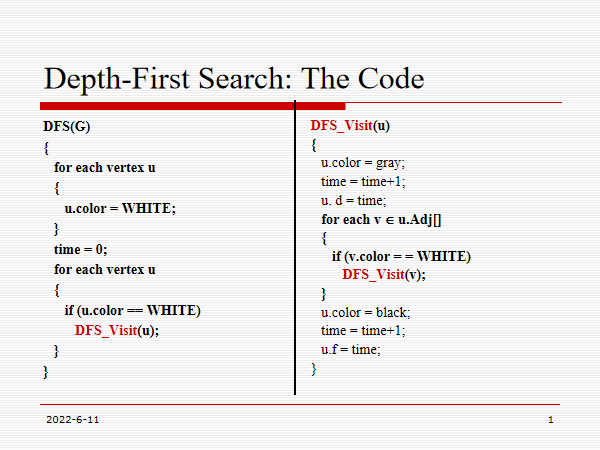 Depth-First Search: The Code
DFS(G)
{
for each vertex u
{
u.color = WHITE;
}
time = 0;
for each vertex u
{
if (u.color == WHITE)
DFS_Visit(u);
}
}
DFS_Visit(u)
{
u.color = gray;
time = time+1;
u. d = time;
for each v ∈ u.Adj[]
{
if (v.color = = WHITE)
DFS_Visit(v);
}
u.color = black;
time = time+1;
u.f = time;
}
2022-6-11
1